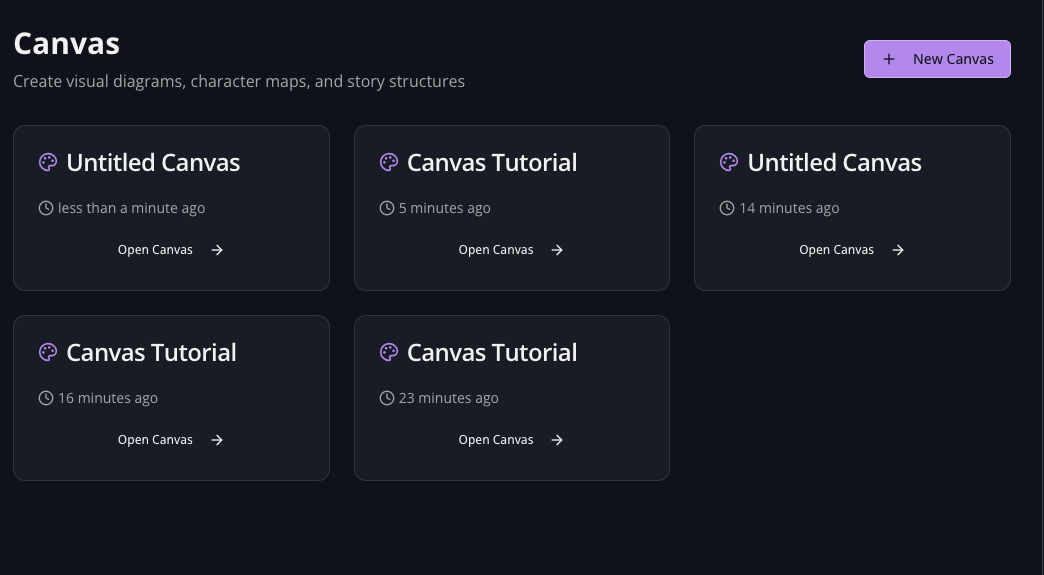 Canvas
Create visual diagrams, character maps, and story structures
New Canvas
Untitled Canvas
less than a minute ago
Open Canvas
Canvas Tutorial
5 minutes ago
Open Canvas
Untitled Canvas
14 minutes ago
Open Canvas
Canvas Tutorial
16 minutes ago
Open Canvas
Canvas Tutorial
23 minutes ago
Open Canvas